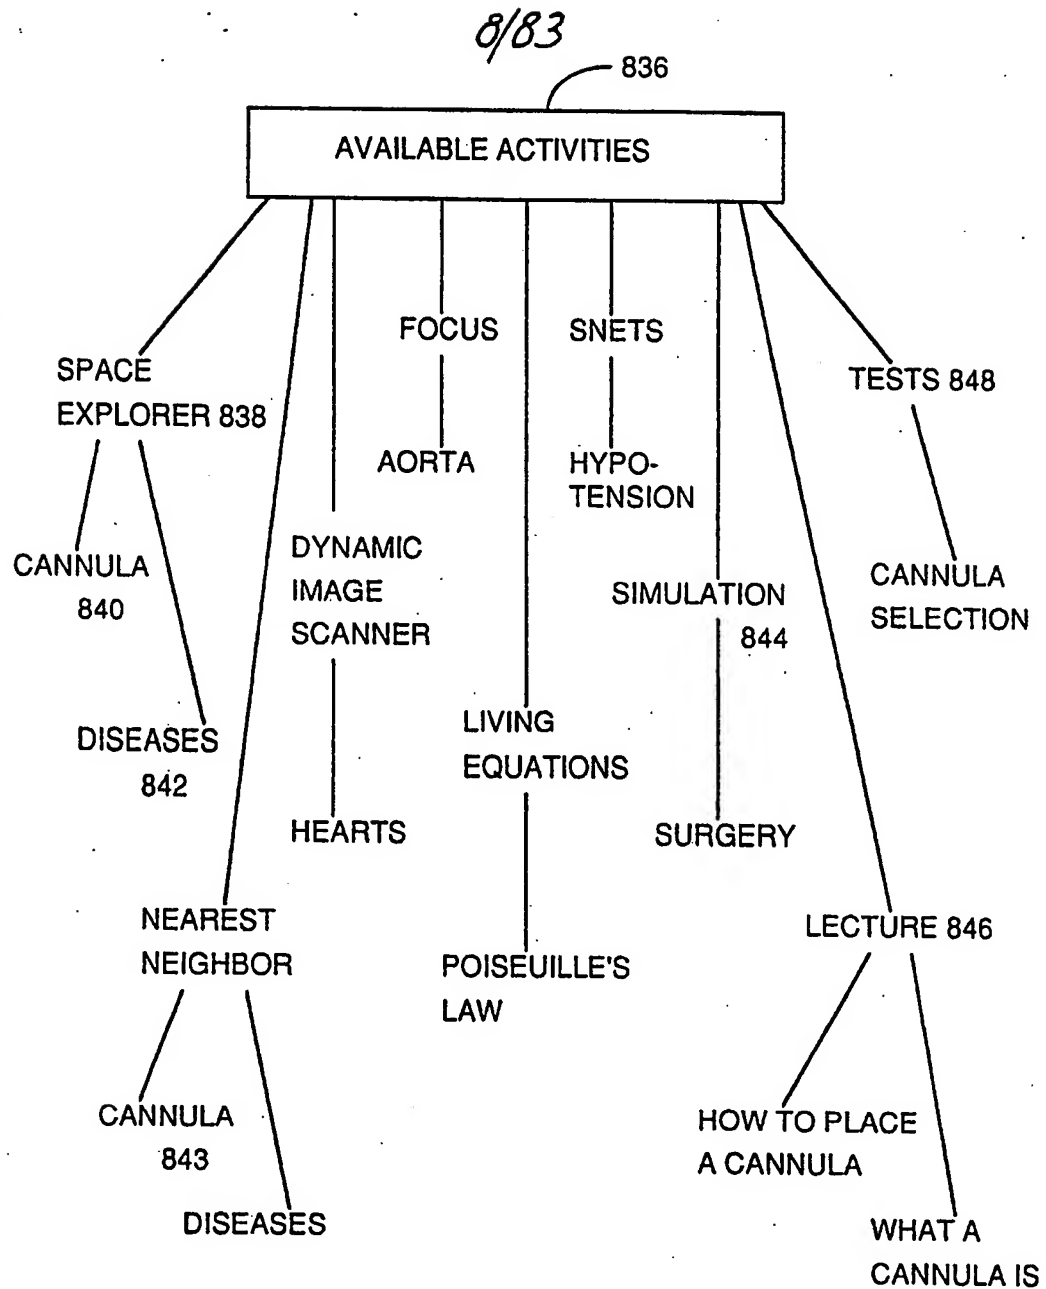 8/83
836
AVAILABLE ACTIVITIES
FOCUS
SNETS
SPACE
EXPLORER 838
TESTS 848
AORTA
HYPO-
TENSION
CANNULA
840
DYNAMIC
IMAGE
SCANNER
SIMULATION
844
CANNULA
SELECTION
DISEASES
842
LIVING
EQUATIONS
HEARTS
SURGERY
NEAREST
NEIGHBOR
LECTURE 846
POISEUILLE'S
LAW
CANNULA
843
HOW TO PLACE
A CANNULA
DISEASES
WHAT A
CANNULA IS